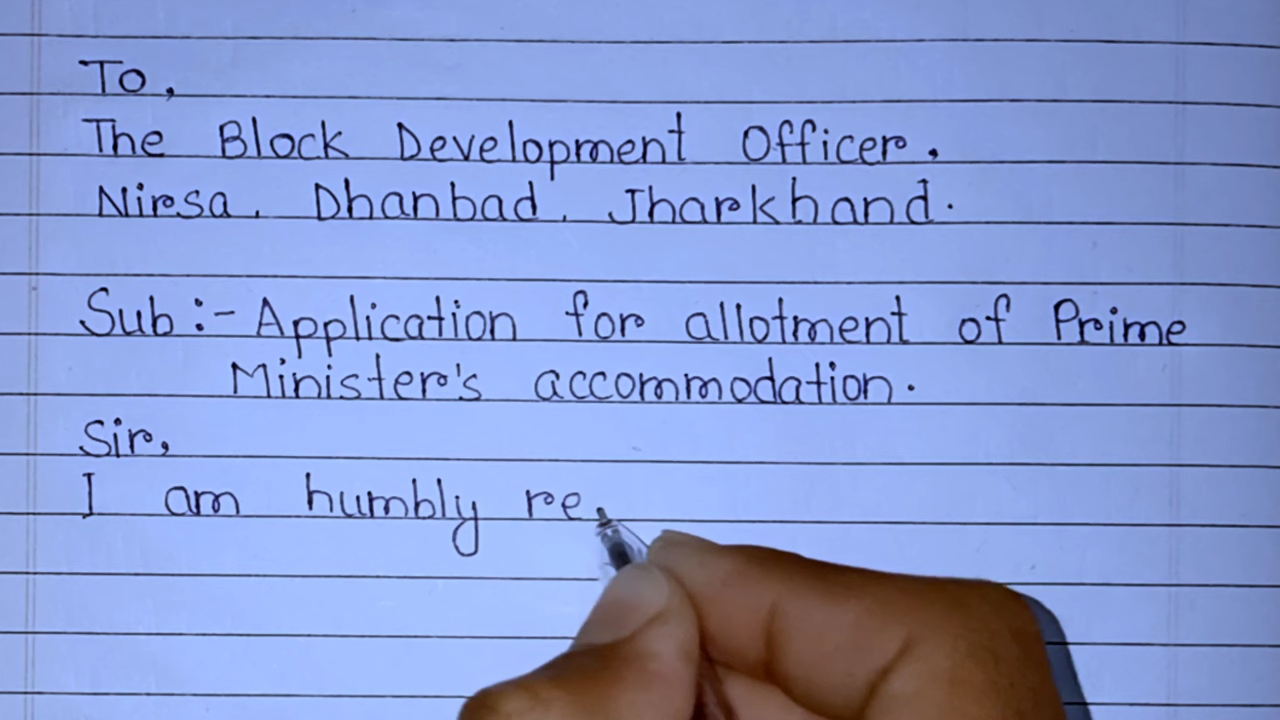 To,
The Block Development Officer.
Nirsa, Dhanbad, Jharkhand.
Sub:- Application for allotment of Prime
Minister's accommodation.
Sir,
I am humbly re